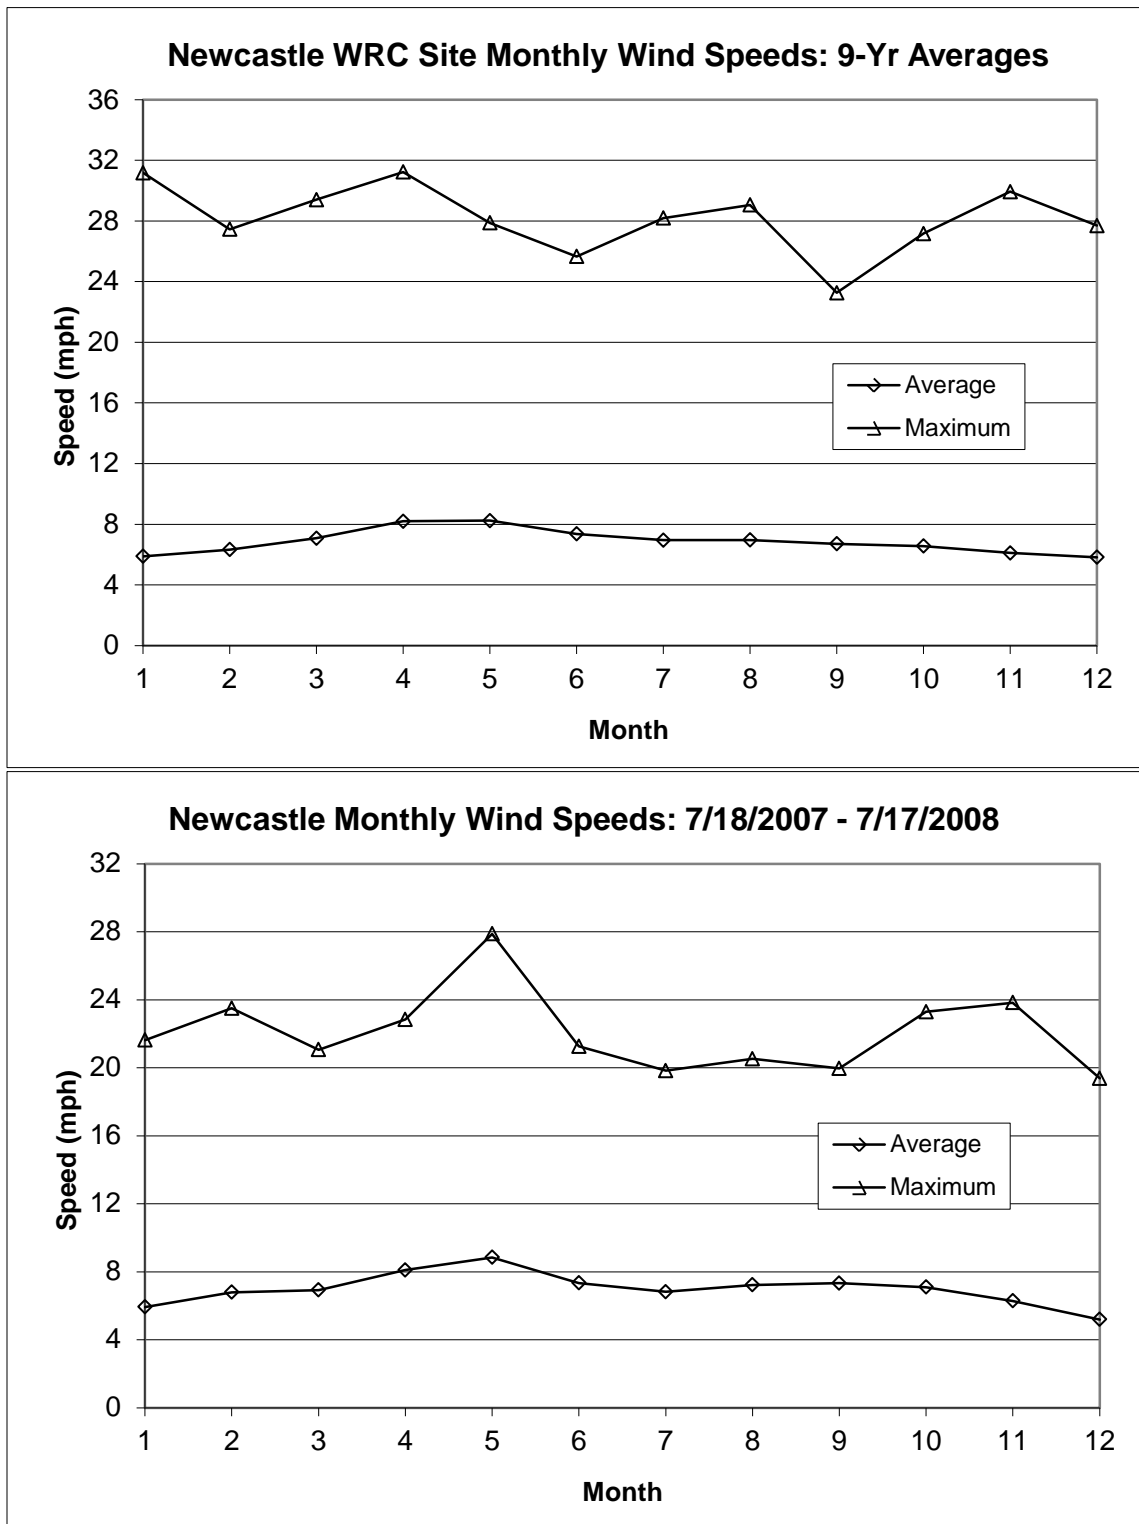 Newcastle WRC Site Monthly Wind Speeds: 9-Yr Averages
36
32
28
24
20
16
12
8
4
0
Speed (mph)
Average
Maximum
1 2 3 4 5 6 7 8 9 10 11 12
Month
Newcastle Monthly Wind Speeds: 7/18/2007 - 7/17/2008
32
28
24
20
16
12
8
4
0
Speed (mph)
Average
Maximum
1 2 3 4 5 6 7 8 9 10 11 12
Month